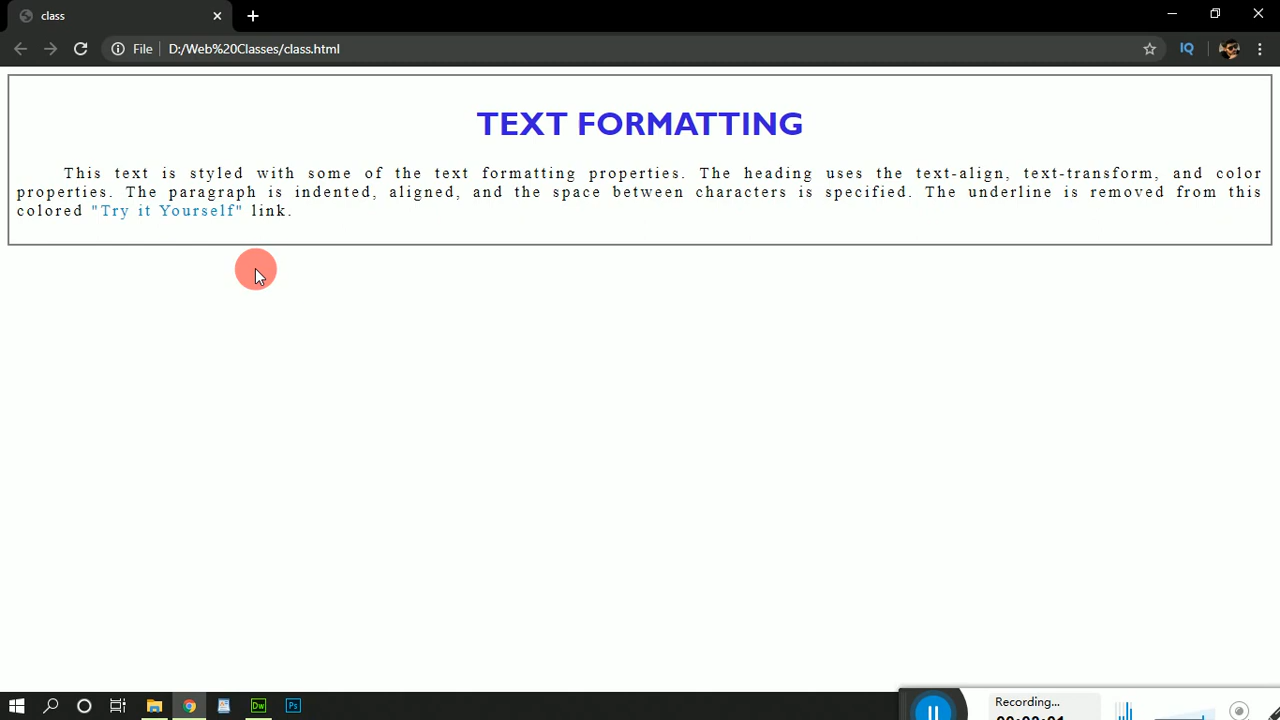 class
File
D:/Web%20Classes/class.html
IQ
TEXT FORMATTING
This text is styled with some of the text formatting properties. The heading uses the text-align, text-transform, and color
properties. The paragraph is indented, aligned, and the space between characters is specified. The underline is removed from this
colored "Try it Yourself" link.
Dw
Ps
Recording...